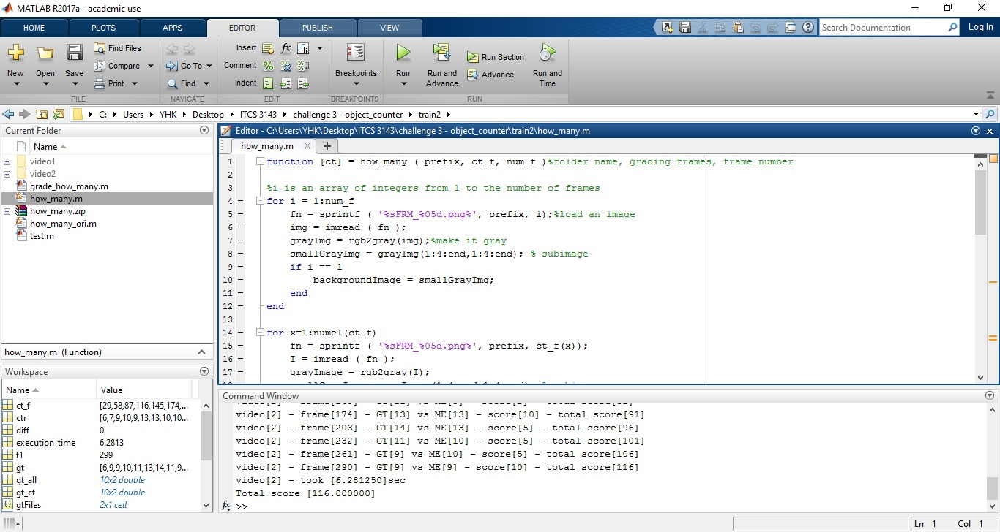 MATLAB R2017a - academic use
HOME PLOTS APPS EDITOR PUBLISH VIEW Search Documentation Log In
New Open Save Find Files Compare Print
FILE
Go To Find
NAVIGATE
Insert fx
Comment
Indent
EDIT
Breakpoints
BREAKPOINTS
Run Run and Advance Run Section Advance Run and Time
RUN
C: Users YHK Desktop ITCS 3143 challenge 3 - object_counter train2
Current Folder
Name
video1
video2
grade_how_many.m
how_many.m
how_many.zip
how_many_ori.m
test.m
how_many.m (Function)
Workspace
Name Value
ct_f [29,58,87,116,145,174,...
ctr [6,7,9,10,9,13,13,10,10...
diff 0
execution_time 6.2813
f1 299
gt [6,9,9,10,11,13,14,11,9...
gt_all 10x2 double
gt_ct 10x2 double
gtFiles 2x1 cell
Editor - C:\Users\YHK\Desktop\ITCS 3143\challenge 3 - object_counter\train2\how_many.m
how_many.m
1 function [ct] = how_many ( prefix, ct_f, num_f )%folder name, grading frames, frame number
2
3 %i is an array of integers from 1 to the number of frames
4 for i = 1:num_f
5 fn = sprintf ( '%sFRM_%05d.png%', prefix, i);%load an image
6 img = imread ( fn );
7 grayImg = rgb2gray(img);%make it gray
8 smallGrayImg = grayImg(1:4:end,1:4:end); % subimage
9 if i == 1
10 backgroundImage = smallGrayImg;
11 end
12 end
13
14 for x=1:numel(ct_f)
15 fn = sprintf ( '%sFRM_%05d.png%', prefix, ct_f(x));
16 I = imread ( fn );
17 grayImage = rgb2gray(I);
Command Window
video[2] - frame[174] - GT[13] vs ME[13] - score[10] - total score[91]
video[2] - frame[203] - GT[14] vs ME[13] - score[5] - total score[96]
video[2] - frame[232] - GT[11] vs ME[10] - score[5] - total score[101]
video[2] - frame[261] - GT[9] vs ME[10] - score[5] - total score[106]
video[2] - frame[290] - GT[9] vs ME[9] - score[10] - total score[116]
video[2] - took [6.281250]sec
Total score [116.000000]
fx >>
Ln 1 Col 1